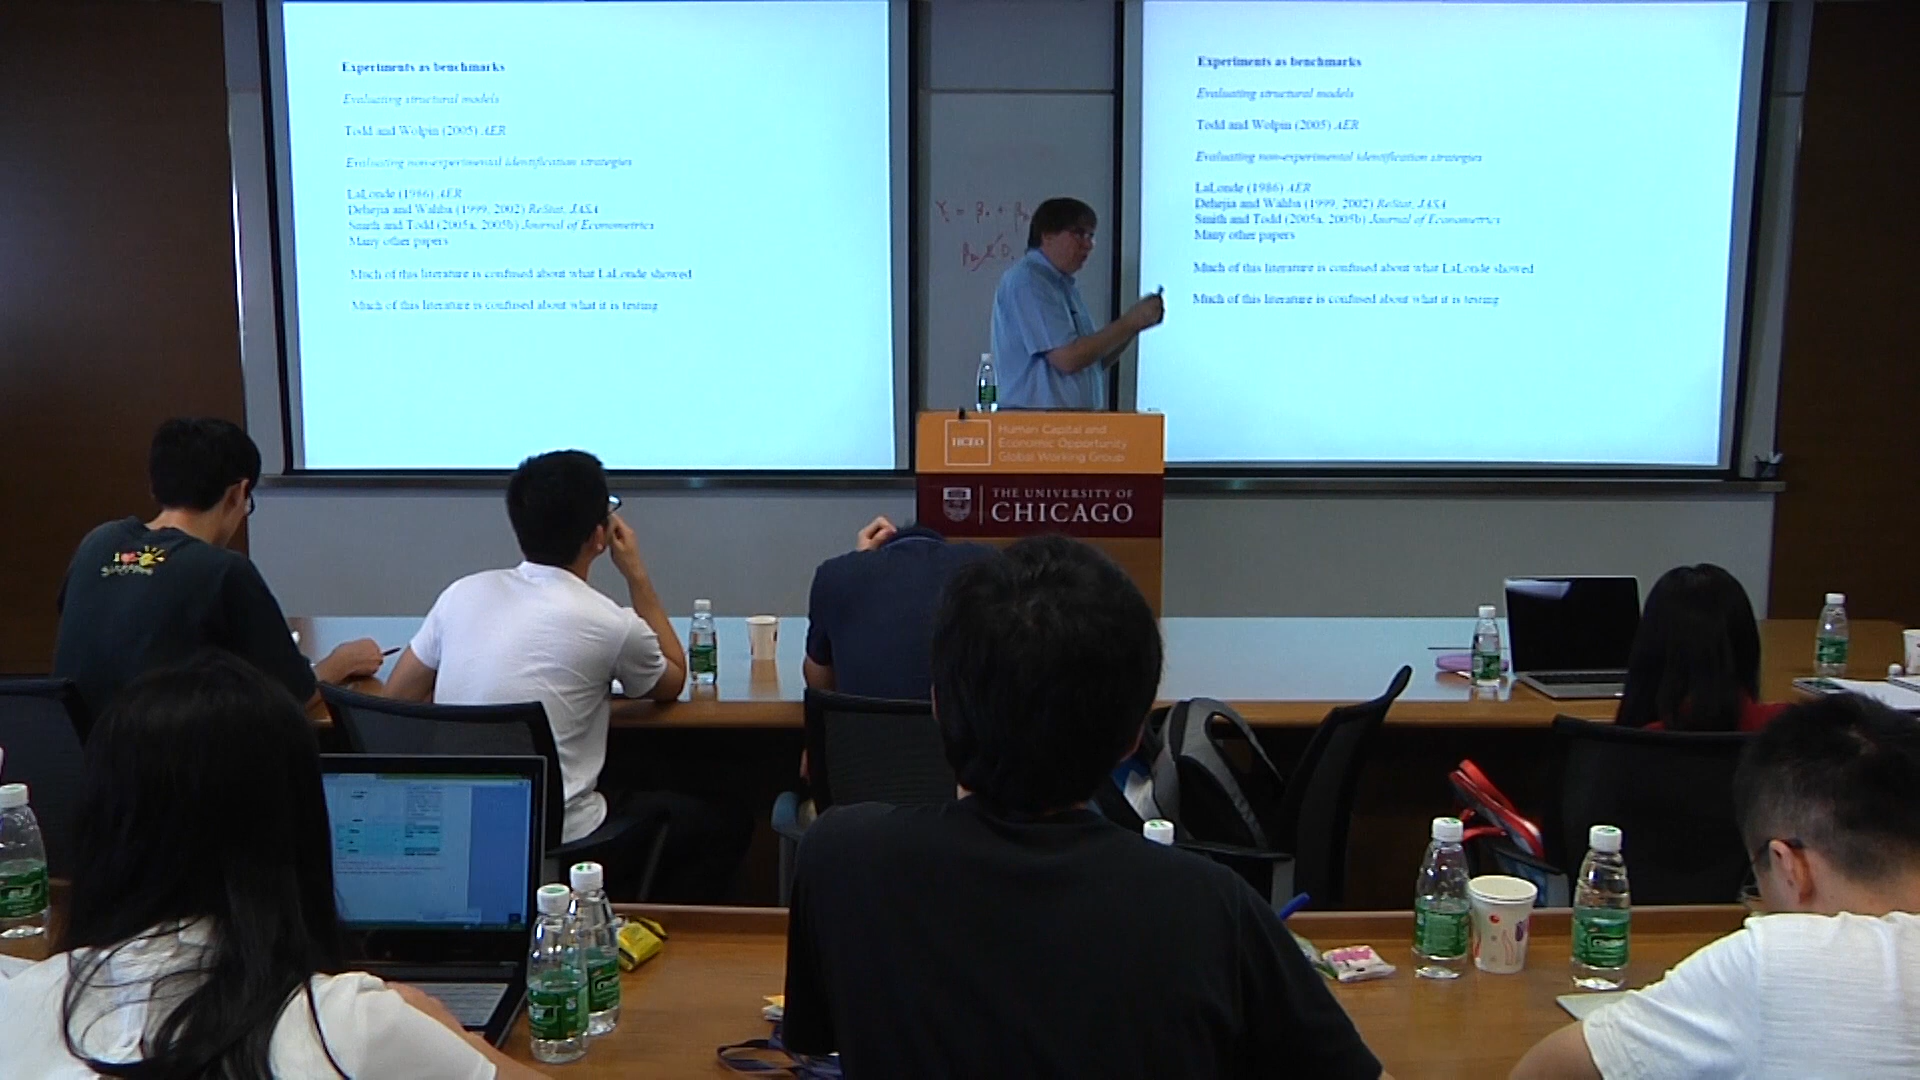 Experiments as benchmarks
Evaluating structural models
Todd and Wolpin (2005) AER
Evaluating non-experimental identification strategies
LaLonde (1986) AER
Dehejia and Wahba (1999, 2002) ReStat, JASA
Smith and Todd (2005a, 2005b) Journal of Econometrics
Many other papers
Much of this literature is confused about what LaLonde showed
Much of this literature is confused about what it is testing
Experiments as benchmarks
Evaluating structural models
Todd and Wolpin (2005) AER
Evaluating non-experimental identification strategies
LaLonde (1986) AER
Dehejia and Wahba (1999, 2002) ReStat, JASA
Smith and Todd (2005a, 2005b) Journal of Econometrics
Many other papers
Much of this literature is confused about what LaLonde showed
Much of this literature is confused about what it is testing
HCEO
Human Capital and
Economic Opportunity
Global Working Group
THE UNIVERSITY OF
CHICAGO